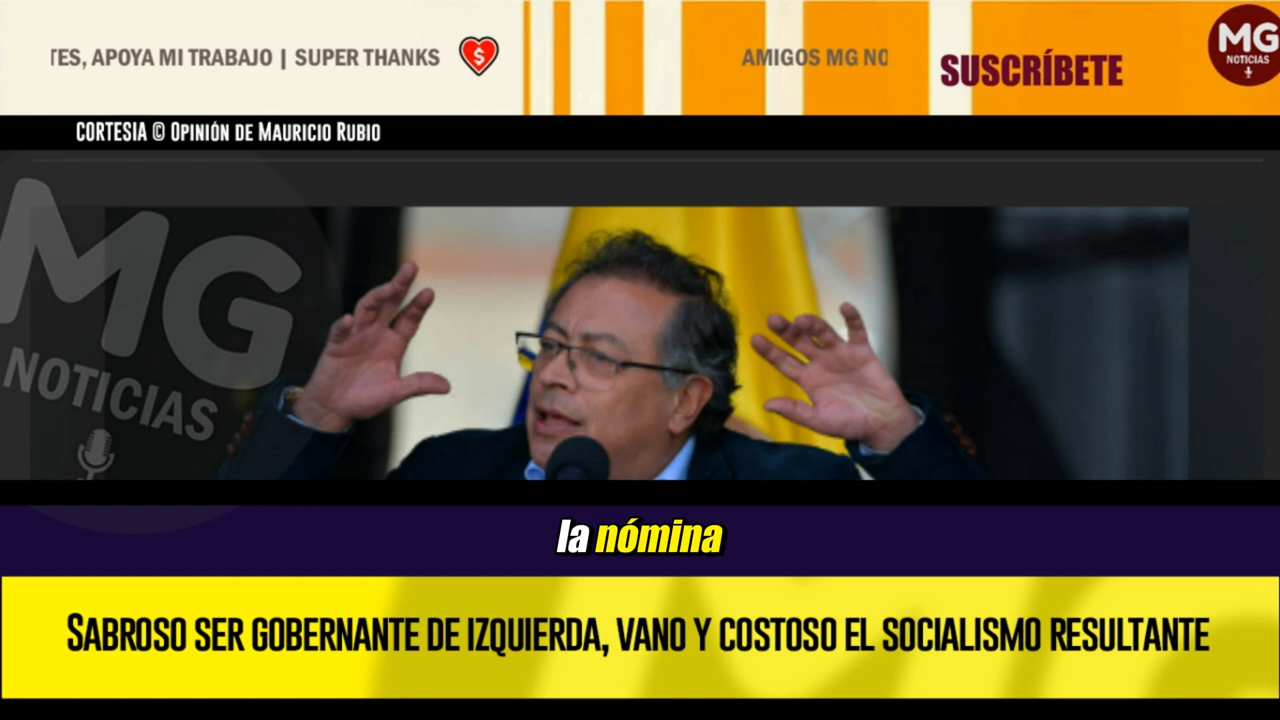 TES, APOYA MI TRABAJO | SUPER THANKS
AMIGOS MG NO
SUSCRÍBETE
MG
NOTICIAS
CORTESIA © OPINIÓN DE MAURICIO RUBIO
MG
NOTICIAS
la nómina
SABROSO SER GOBERNANTE DE IZQUIERDA, VANO Y COSTOSO EL SOCIALISMO RESULTANTE